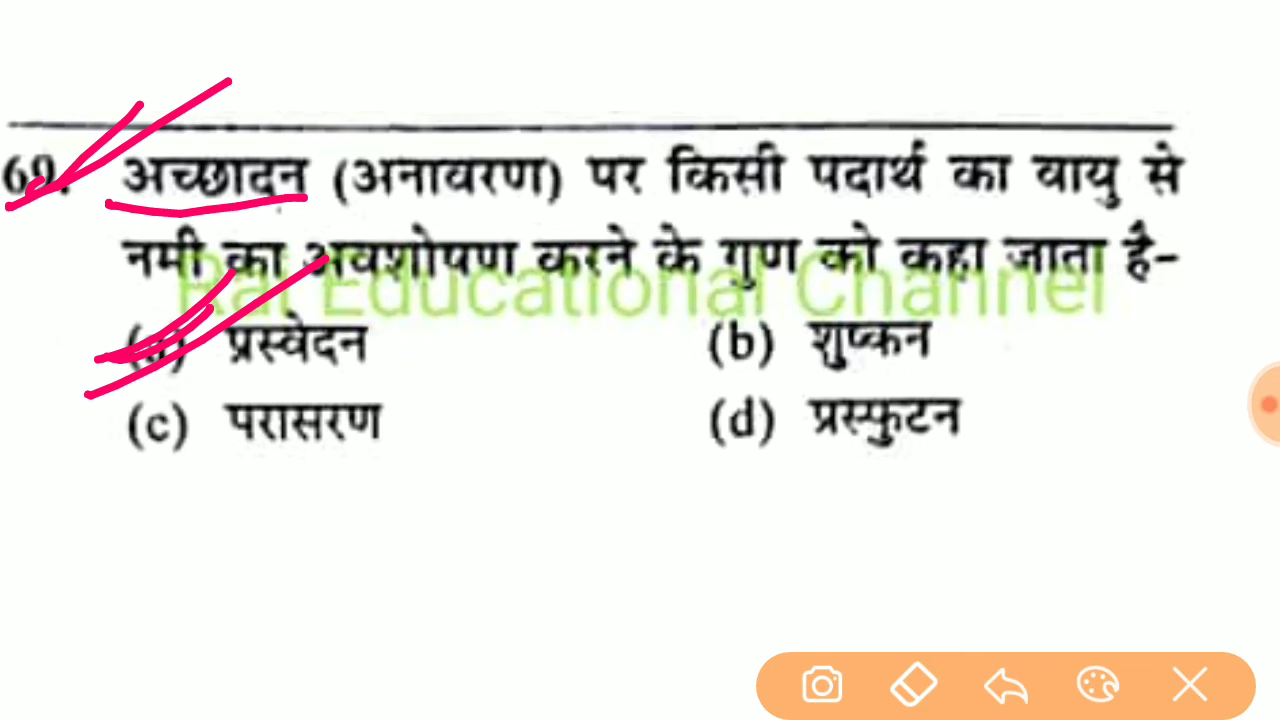 69. अच्छादन (अनावरण) पर किसी पदार्थ का वायु से
नमी का अवशोषण करने के गुण को कहा जाता है-
Rai Educational Channel
(a) प्रस्वेदन (b) शुष्कन
(c) परासरण (d) प्रस्फुटन